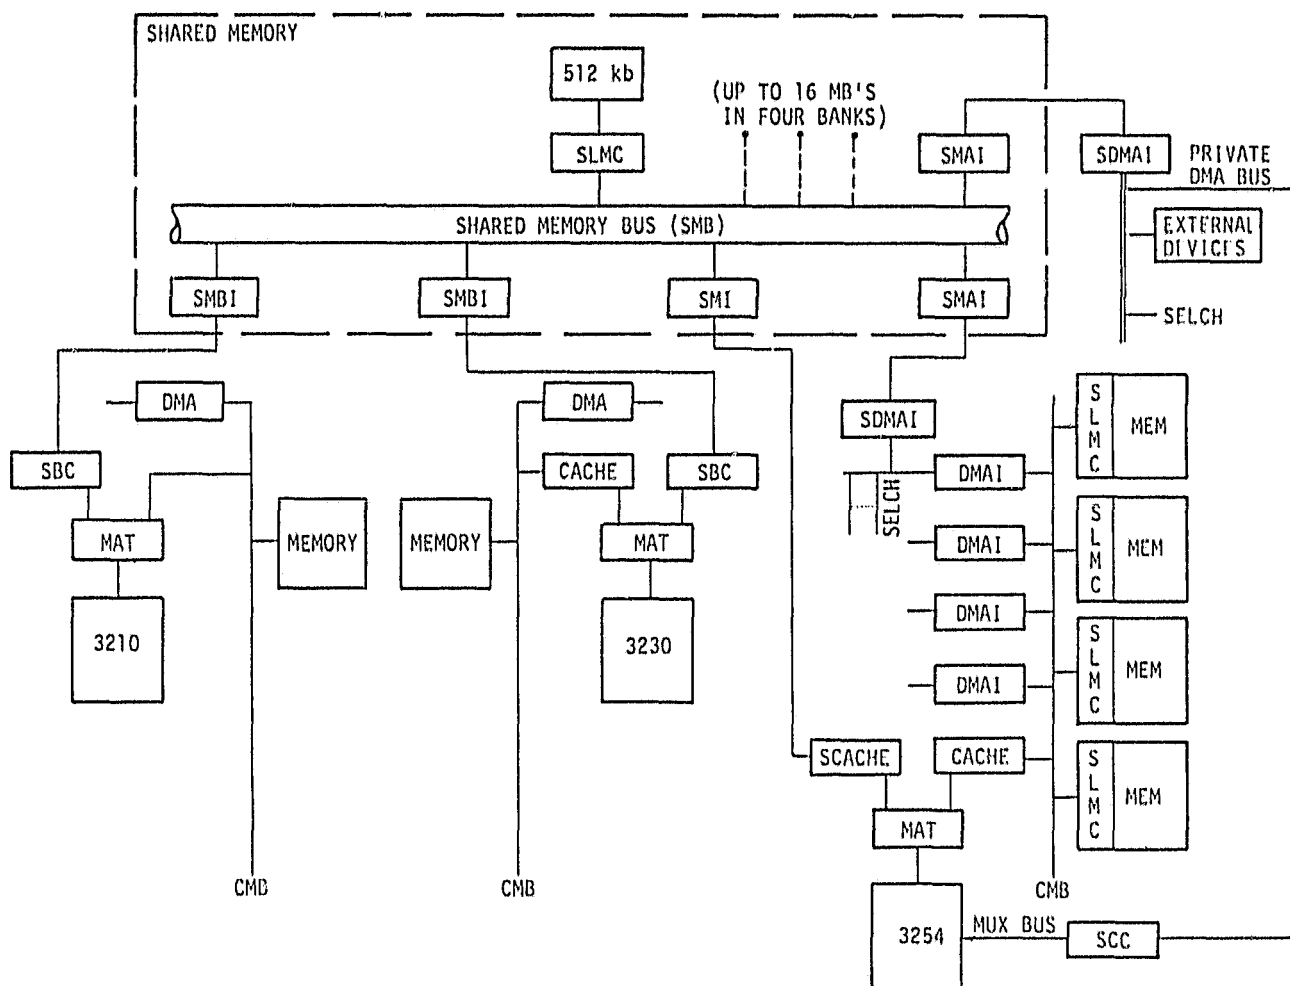 SHARED MEMORY
512 kb
(UP TO 16 MB'S
IN FOUR BANKS)
SLMC
SMAI
SDMAI
PRIVATE
DMA BUS
SHARED MEMORY BUS (SMB)
EXTERNAL
DEVICES
SMBI
SMBI
SMI
SMAI
SELCH
DMA
DMA
SDMAI
SLMC
MEM
SBC
CACHE
SBC
DMAI
SELCH
MAT
MEMORY
MEMORY
MAT
DMAI
SLMC
MEM
3210
3230
DMAI
SLMC
MEM
DMAI
SCACHE
CACHE
SLMC
MEM
MAT
CMB
CMB
CMB
3254
MUX BUS
SCC